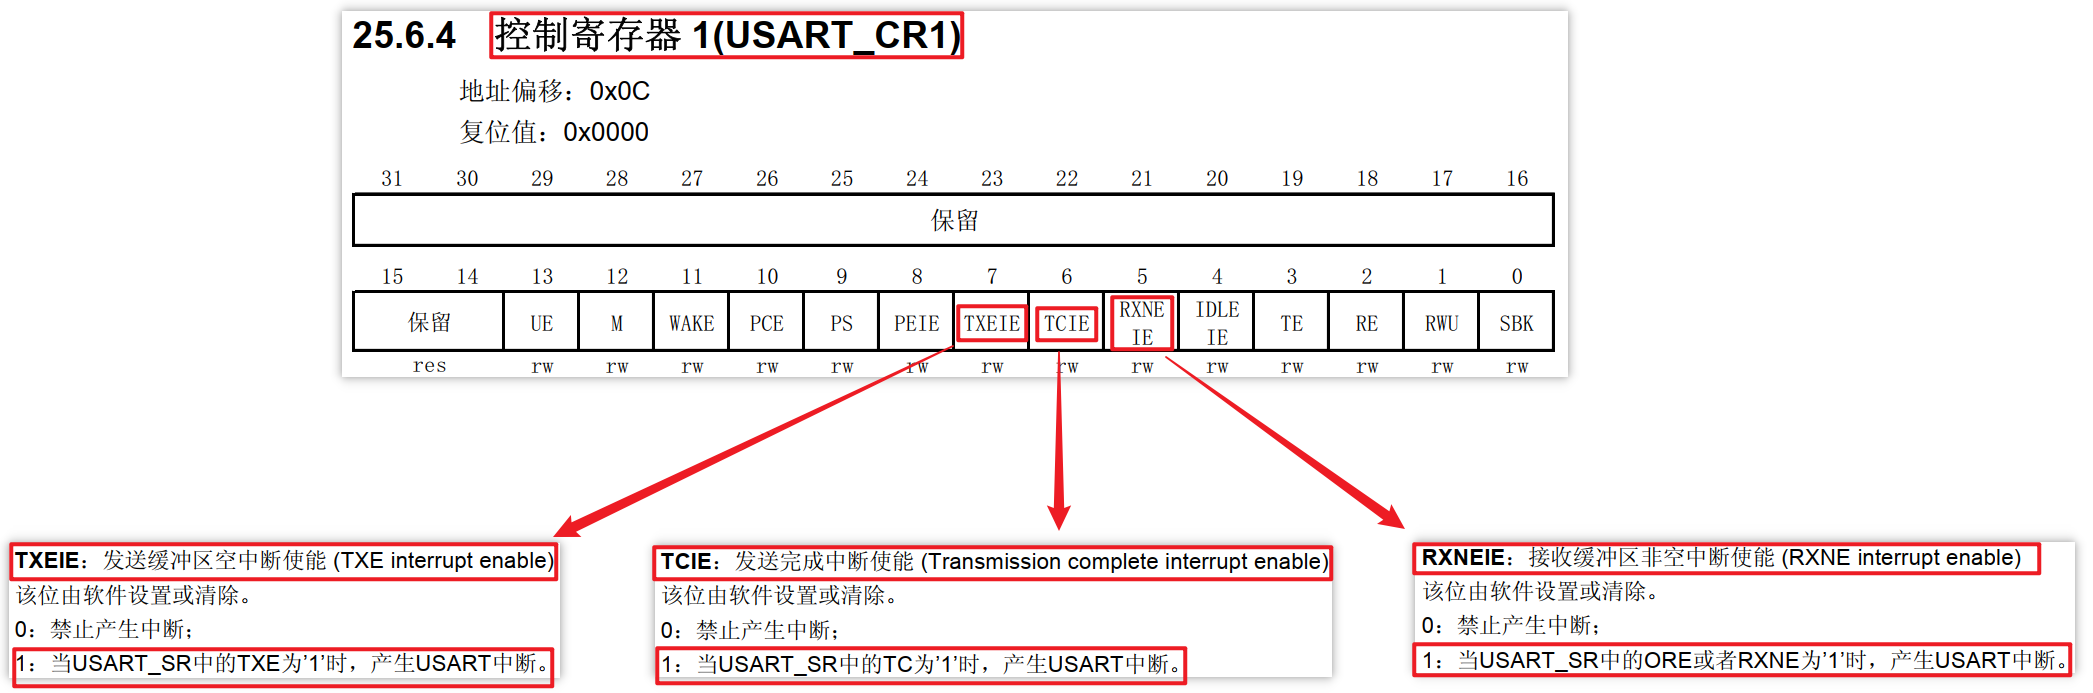 25.6.4 控制寄存器 1(USART_CR1)
地址偏移：0x0C
复位值：0x0000
31 30 29 28 27 26 25 24 23 22 21 20 19 18 17 16
保留
15 14 13 12 11 10 9 8 7 6 5 4 3 2 1 0
保留 UE M WAKE PCE PS PEIE TXEIE TCIE RXNE IE IDLE IE TE RE RWU SBK
res rw rw rw rw rw rw rw rw rw rw rw rw rw rw
TXEIE：发送缓冲区空中断使能 (TXE interrupt enable)
该位由软件设置或清除。
0：禁止产生中断；
1：当USART_SR中的TXE为'1'时，产生USART中断。
TCIE：发送完成中断使能 (Transmission complete interrupt enable)
该位由软件设置或清除。
0：禁止产生中断；
1：当USART_SR中的TC为'1'时，产生USART中断。
RXNEIE：接收缓冲区非空中断使能 (RXNE interrupt enable)
该位由软件设置或清除。
0：禁止产生中断；
1：当USART_SR中的ORE或者RXNE为'1'时，产生USART中断。